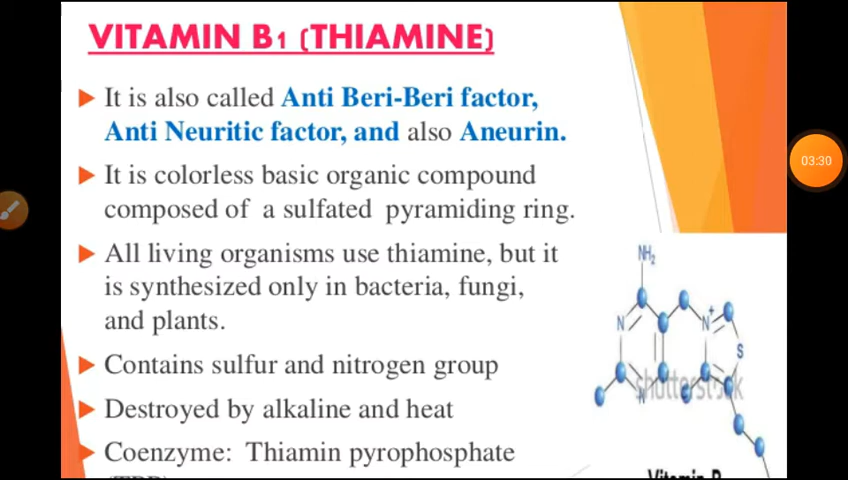 VITAMIN B1 (THIAMINE)
It is also called Anti Beri-Beri factor,
Anti Neuritic factor, and also Aneurin.
It is colorless basic organic compound
composed of a sulfated pyramiding ring.
All living organisms use thiamine, but it
is synthesized only in bacteria, fungi,
and plants.
Contains sulfur and nitrogen group
Destroyed by alkaline and heat
Coenzyme: Thiamin pyrophosphate
03:30
NH2
N
N+
S
N
shutterstock